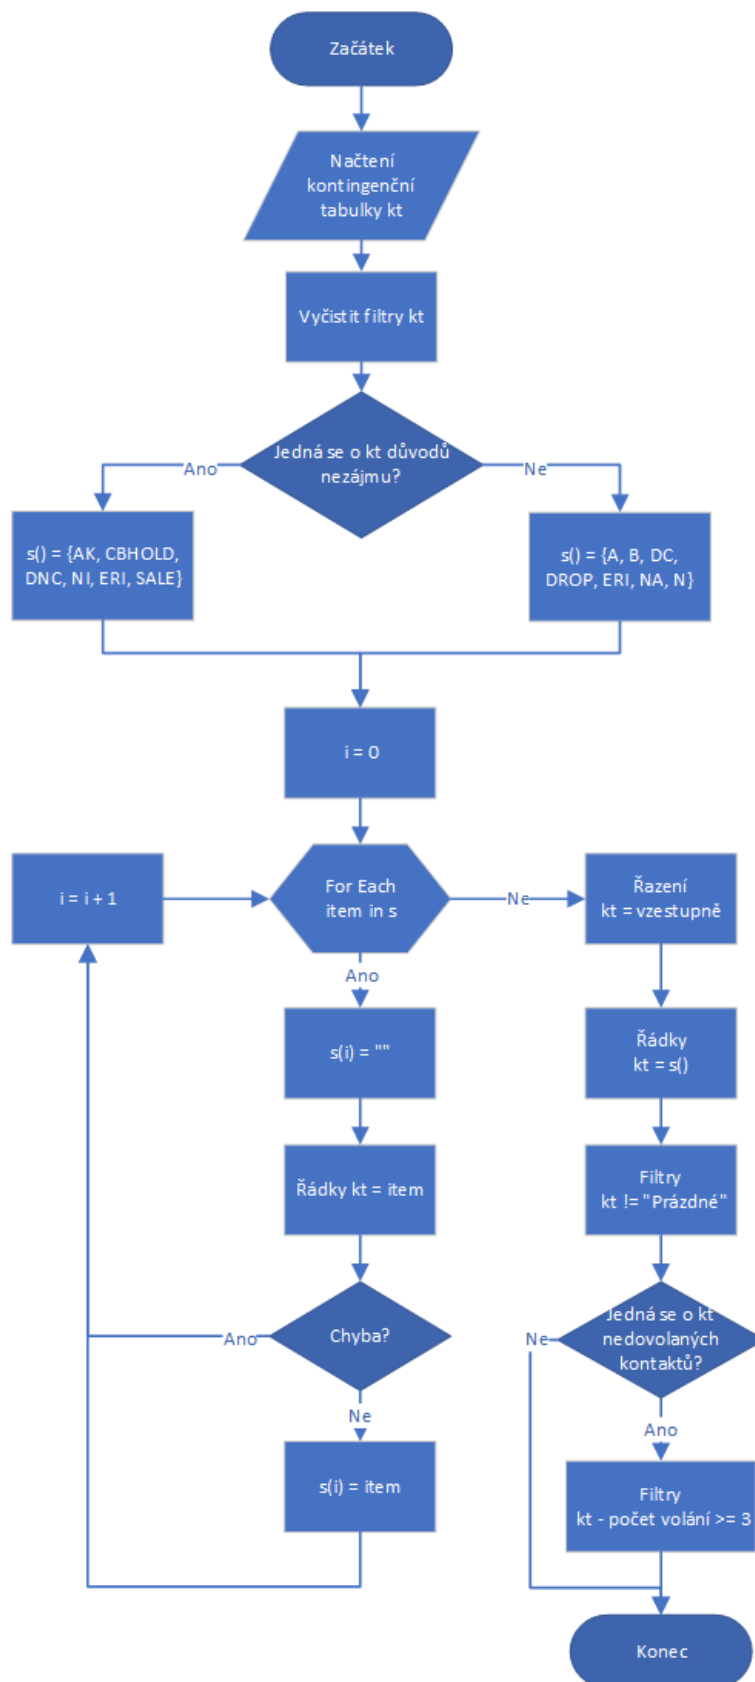 Začátek
Načtení
kontingenční
tabulky kt
Vyčistit filtry kt
Jedná se o kt důvodů
nezájmu?
Ano
Ne
s() = {AK, CBHOLD,
DNC, NI, ERI, SALE}
s() = {A, B, DC,
DROP, ERI, NA, N}
i = 0
i = i + 1
For Each
item in s
Ne
Řazení
kt = vzestupně
Ano
s(i) = ""
Řádky
kt = s()
Řádky kt = item
Filtry
kt != "Prázdné"
Chyba?
Ano
Ne
Jedná se o kt
nedovolaných
kontaktů?
Ne
Ano
s(i) = item
Filtry
kt - počet volání >= 3
Konec